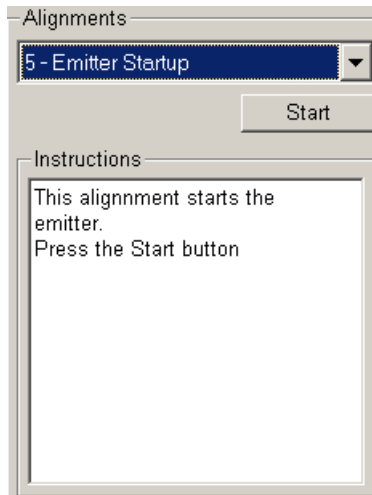 Alignments
5 - Emitter Startup
Start
Instructions
This alignnment starts the
emitter.
Press the Start button